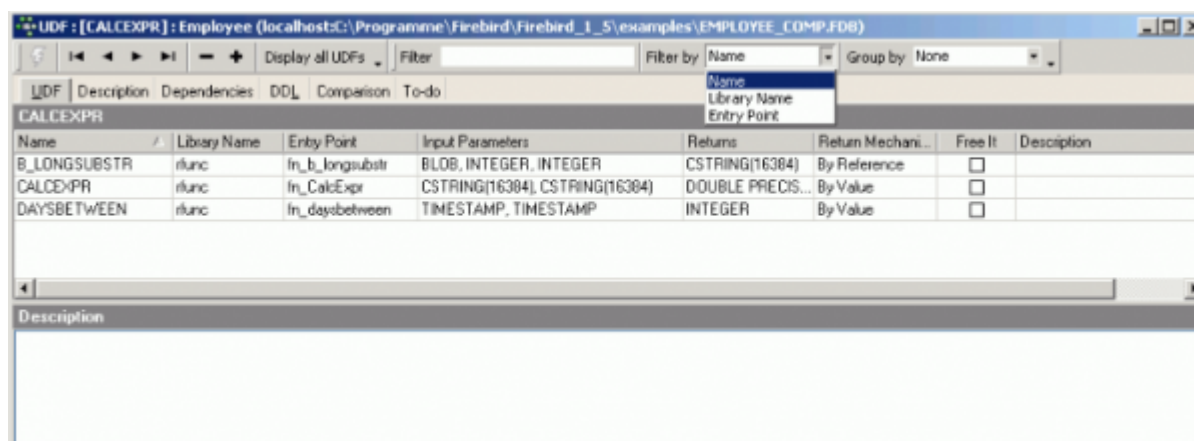 UDF : [CALCEXPR] : Employee (localhost:C:\Programme\Firebird\Firebird_1_5\examples\EMPLOYEE_COMP.FDB)
Display all UDFs Filter Filter by Name Group by None
Name
Library Name
Entry Point
UDF Description Dependencies DDL Comparison To-do
CALCEXPR
Name Library Name Entry Point Input Parameters Returns Return Mechani... Free It Description
B_LONGSUBSTR rfunc fn_b_longsubstr BLOB, INTEGER, INTEGER CSTRING(16384) By Reference
CALCEXPR rfunc fn_CalcExpr CSTRING(16384), CSTRING(16384) DOUBLE PRECIS... By Value
DAYSBETWEEN rfunc fn_daysbetween TIMESTAMP, TIMESTAMP INTEGER By Value
Description